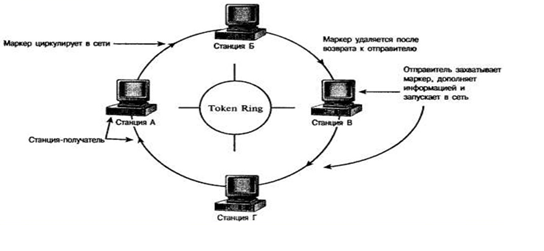 Станция Б
Маркер циркулирует в сети
Маркер удаляется после
возврата к отправителю
Отправитель захватывает
маркер, дополняет
информацией и
запускает в сеть
Token Ring
Станция А
Станция В
Станция-получатель
Станция Г